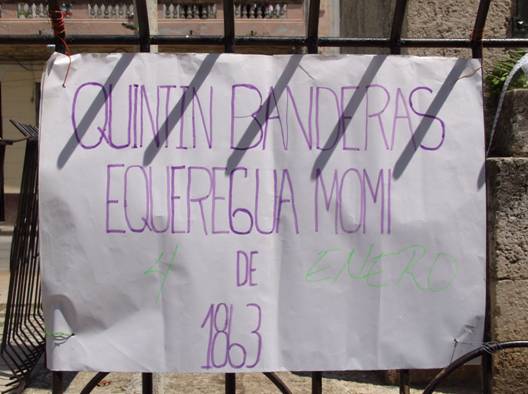 QUINTIN BANDERAS
EQUEREGUA MOMI
4 DE ENERO
1863